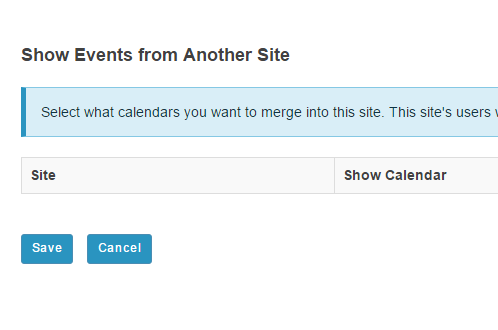 Show Events from Another Site
Select what calendars you want to merge into this site. This site's users
Site Show Calendar
Save Cancel